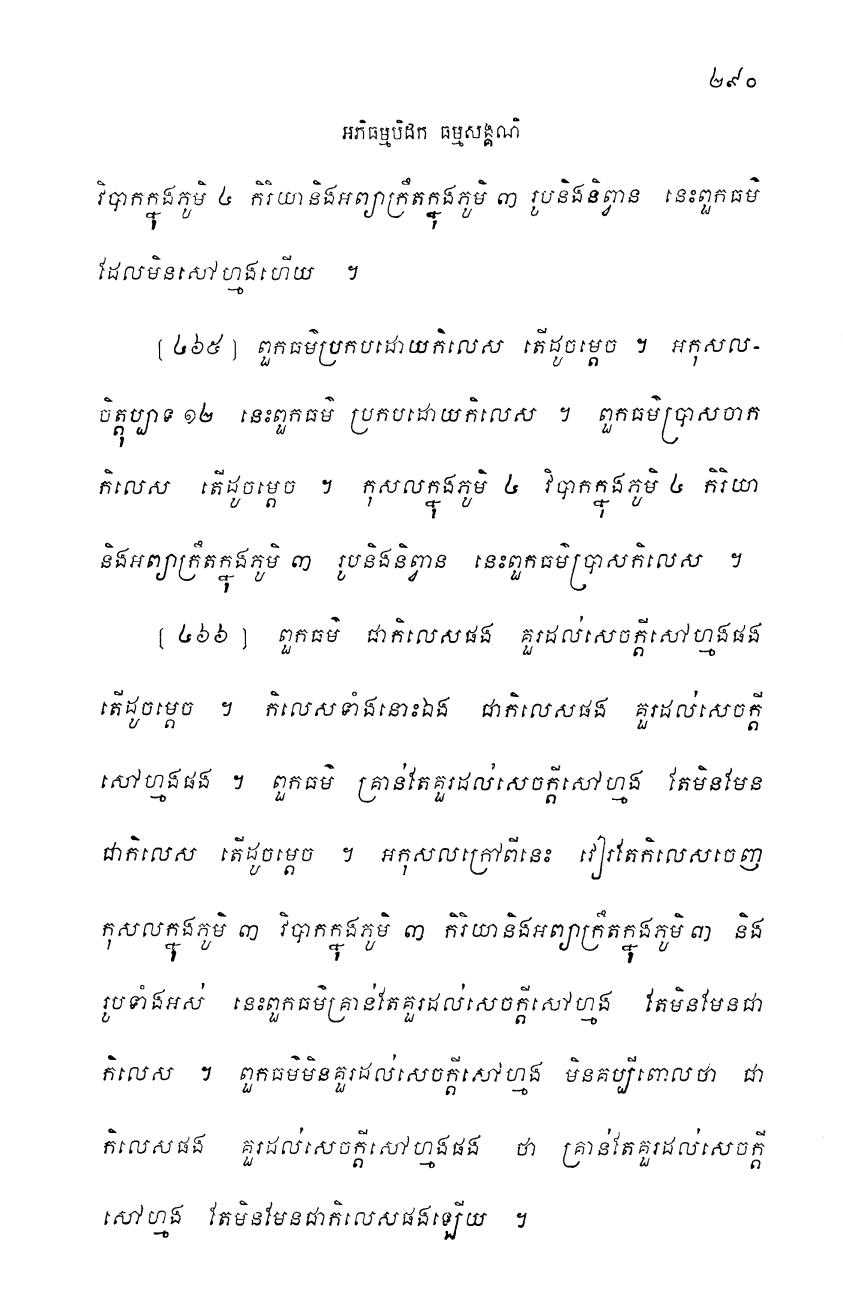 ២៩០
អភិធម្មបិដក ធម្មសង្គណិ
វិបាកក្នុងភូមិ ៤ កិរិយានិងអព្យាក្រឹតក្នុងភូមិ ៣ រូបនិងនិព្វាន នេះពួកធម៌
ដែលមិនសៅហ្មងហើយ ។
[ ៤៦៥ ] ពួកធម៌ប្រកបដោយកិលេស តើដូចម្តេច ។ អកុសល-
ចិត្តុប្បាទ ១២ នេះពួកធម៌ ប្រកបដោយកិលេស ។ ពួកធម៌ប្រាសចាក
កិលេស តើដូចម្តេច ។ កុសលក្នុងភូមិ ៤ វិបាកក្នុងភូមិ ៤ កិរិយា
និងអព្យាក្រឹតក្នុងភូមិ ៣ រូបនិងនិព្វាន នេះពួកធម៌ប្រាសកិលេស ។
[ ៤៦៦ ] ពួកធម៌ ជាកិលេសផង គួរដល់សេចក្តីសៅហ្មងផង
តើដូចម្តេច ។ កិលេសទាំងនោះឯង ជាកិលេសផង គួរដល់សេចក្តី
សៅហ្មងផង ។ ពួកធម៌ គ្រាន់តែគួរដល់សេចក្តីសៅហ្មង តែមិនមែន
ជាកិលេស តើដូចម្តេច ។ អកុសលក្រៅពីនេះ វៀរតែកិលេសចេញ
កុសលក្នុងភូមិ ៣ វិបាកក្នុងភូមិ ៣ កិរិយានិងអព្យាក្រឹតក្នុងភូមិ ៣ និង
រូបទាំងអស់ នេះពួកធម៌គ្រាន់តែគួរដល់សេចក្តីសៅហ្មង តែមិនមែនជា
កិលេស ។ ពួកធម៌មិនគួរដល់សេចក្តីសៅហ្មង មិនគប្បីពោលថា ជា
កិលេសផង គួរដល់សេចក្តីសៅហ្មងផង ថា គ្រាន់តែគួរដល់សេចក្តី
សៅហ្មង តែមិនមែនជាកិលេសផងឡើយ ។